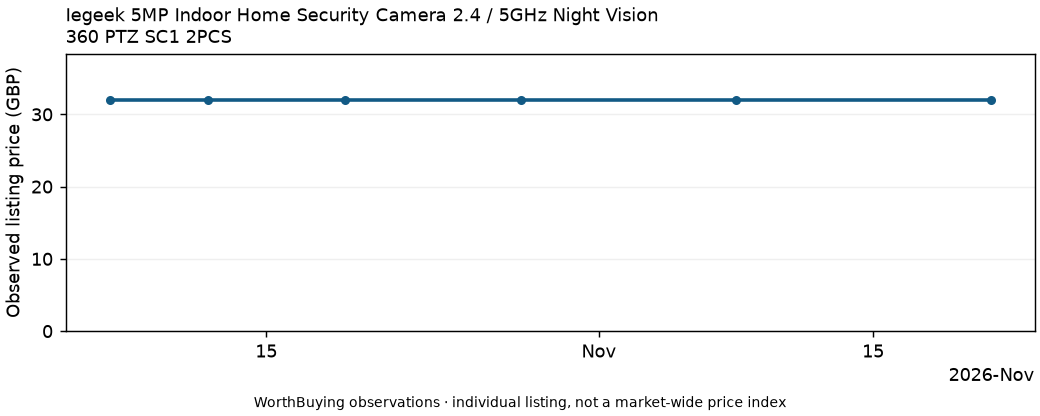 Iegeek 5MP Indoor Home Security Camera 2.4 / 5GHz Night Vision
360 PTZ SC1 2PCS
Observed listing price (GBP)
30
20
10
0
15
Nov
15
2026-Nov
WorthBuying observations · individual listing, not a market-wide price index